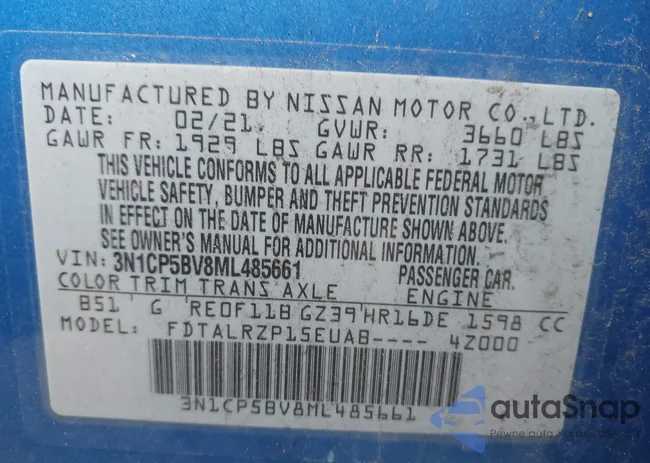 MANUFACTURED BY NISSAN MOTOR CO.,LTD.
DATE: 02/21 GVWR: 3660 LBS
GAWR FR: 1929 LBS GAWR RR: 1731 LBS
THIS VEHICLE CONFORMS TO ALL APPLICABLE FEDERAL MOTOR
VEHICLE SAFETY, BUMPER AND THEFT PREVENTION STANDARDS
IN EFFECT ON THE DATE OF MANUFACTURE SHOWN ABOVE.
SEE OWNER'S MANUAL FOR ADDITIONAL INFORMATION.
VIN: 3N1CP5BV8ML485661 PASSENGER CAR.
COLOR TRIM TRANS AXLE ENGINE
B51 G RE0F11B GZ39 HR16DE 1598 CC
MODEL: FDTALRZP15EUAB---- 4Z000
3N1CP5BV8ML485661
autoSnap
Pewne auto z